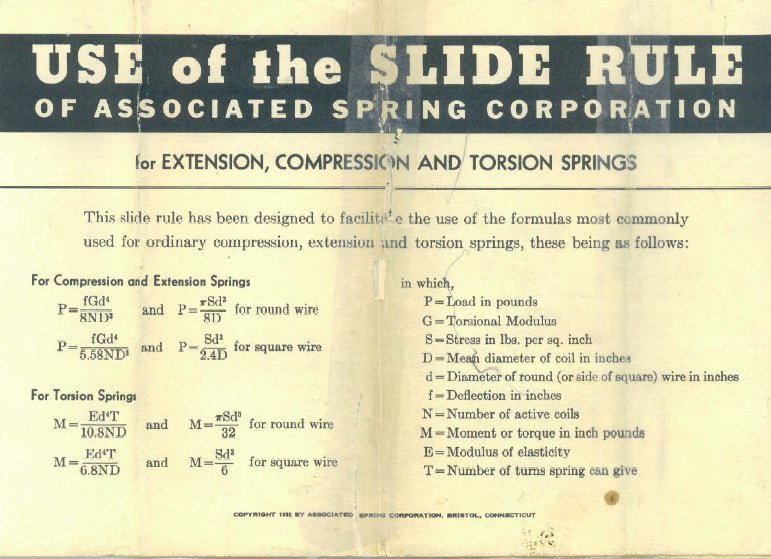 USE of the SLIDE RULE
OF ASSOCIATED SPRING CORPORATION
for EXTENSION, COMPRESSION AND TORSION SPRINGS
This slide rule has been designed to facilitate the use of the formulas most commonly
used for ordinary compression, extension and torsion springs, these being as follows:
For Compression and Extension Springs
P=fGd⁴/8ND³ and P=πSd³/8D for round wire
P=fGd⁴/5.58ND³ and P=Sd³/2.4D for square wire
For Torsion Springs
M=Ed⁴T/10.8ND and M=πSd³/32 for round wire
M=Ed⁴T/6.8ND and M=Sd³/6 for square wire
in which,
P=Load in pounds
G=Torsional Modulus
S=Stress in lbs. per sq. inch
D=Mean diameter of coil in inches
d=Diameter of round (or side of square) wire in inches
f=Deflection in inches
N=Number of active coils
M=Moment or torque in inch pounds
E=Modulus of elasticity
T=Number of turns spring can give
COPYRIGHT 1952 BY ASSOCIATED SPRING CORPORATION, BRISTOL, CONNECTICUT